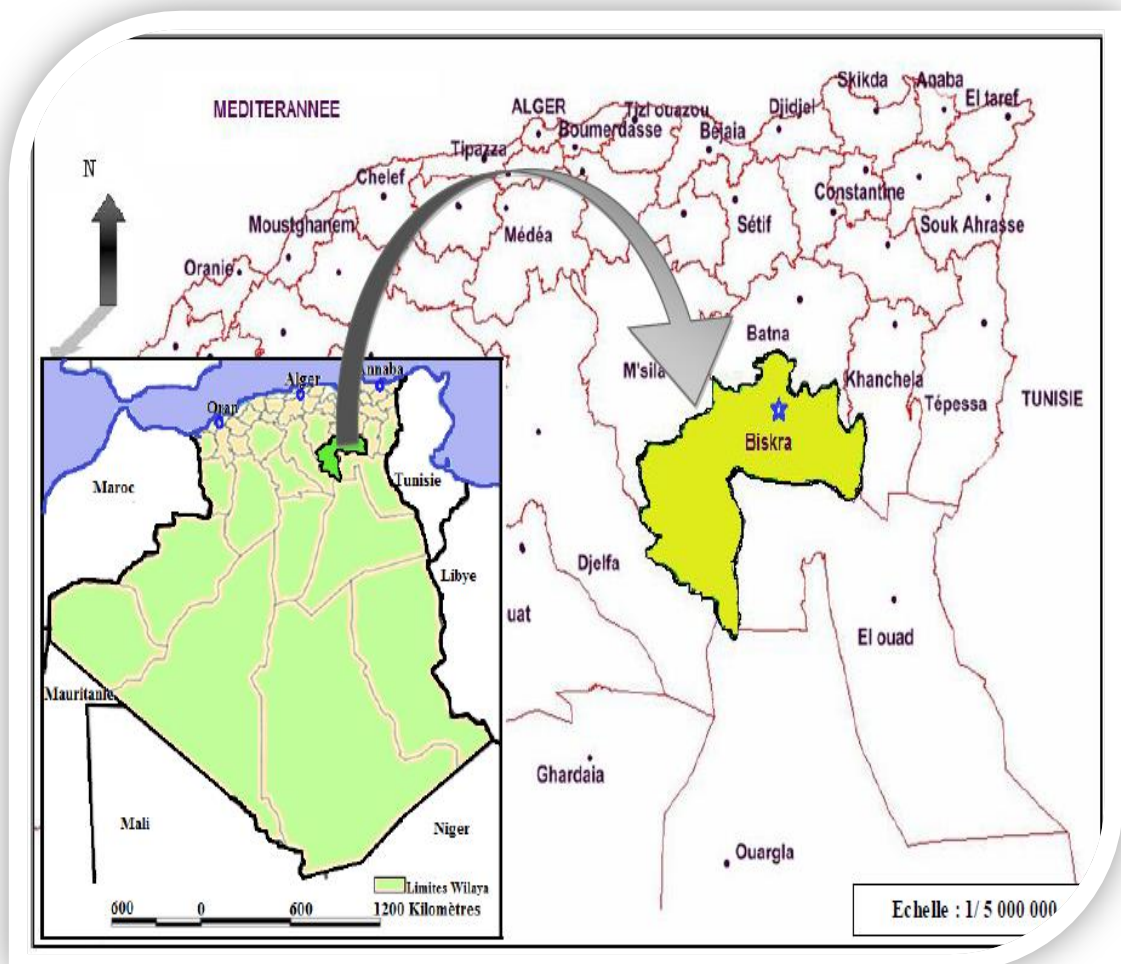 Skikda
Anaba
El taref
MÉDITERANNEE
ALGER
Tizi ouazou
Djidjel
Boumerdasse
Bejaia
Tipazza
N
Chelef
Constantine
Moustghanem
Médéa
Sétif
Souk Ahrasse
Oranie
Batna
M'sila
Khanchela
Tépessa
TUNISIE
Biskra
Djelfa
uat
El ouad
Ghardaia
Ouargla
Alger
Annaba
Oran
Maroc
Tunisie
Libye
Mauritanie
Mali
Niger
Limites Wilaya
600 0 600 1200 Kilomètres
Echelle : 1/ 5 000 000